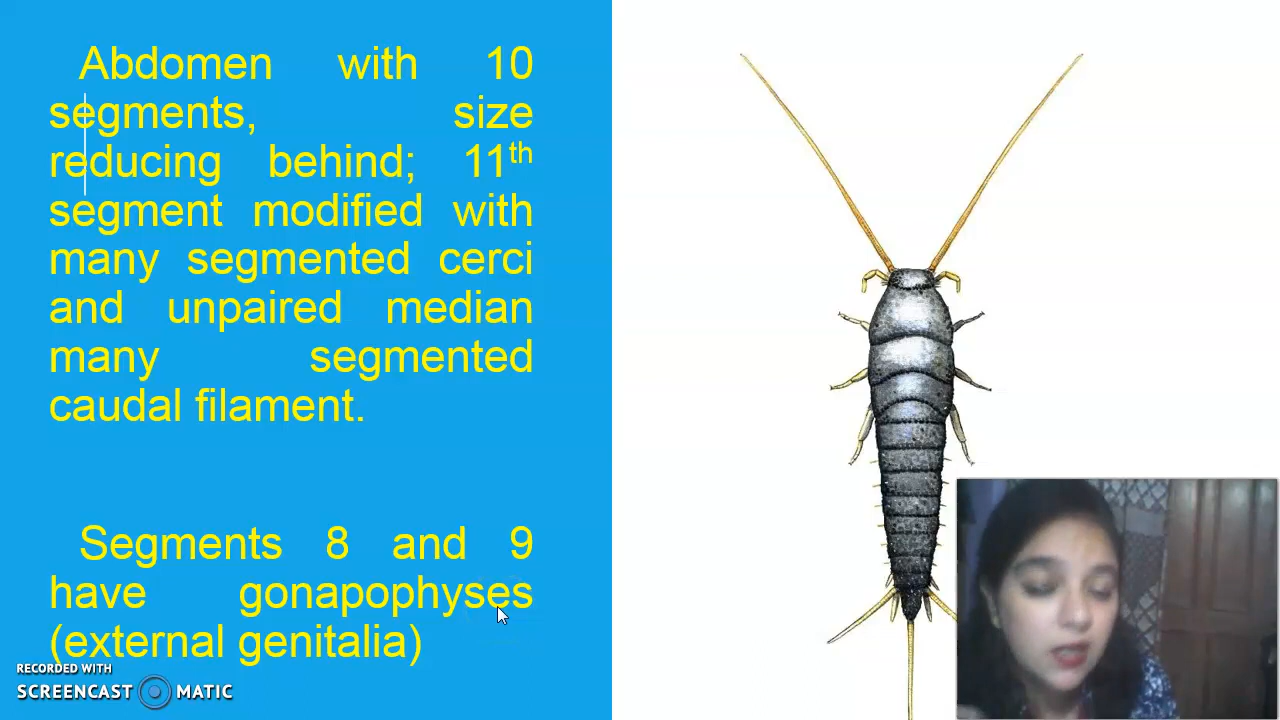 Abdomen with 10
segments, size
reducing behind; 11th
segment modified with
many segmented cerci
and unpaired median
many segmented
caudal filament.
Segments 8 and 9
have gonapophyses
(external genitalia)
RECORDED WITH
SCREENCAST MATIC